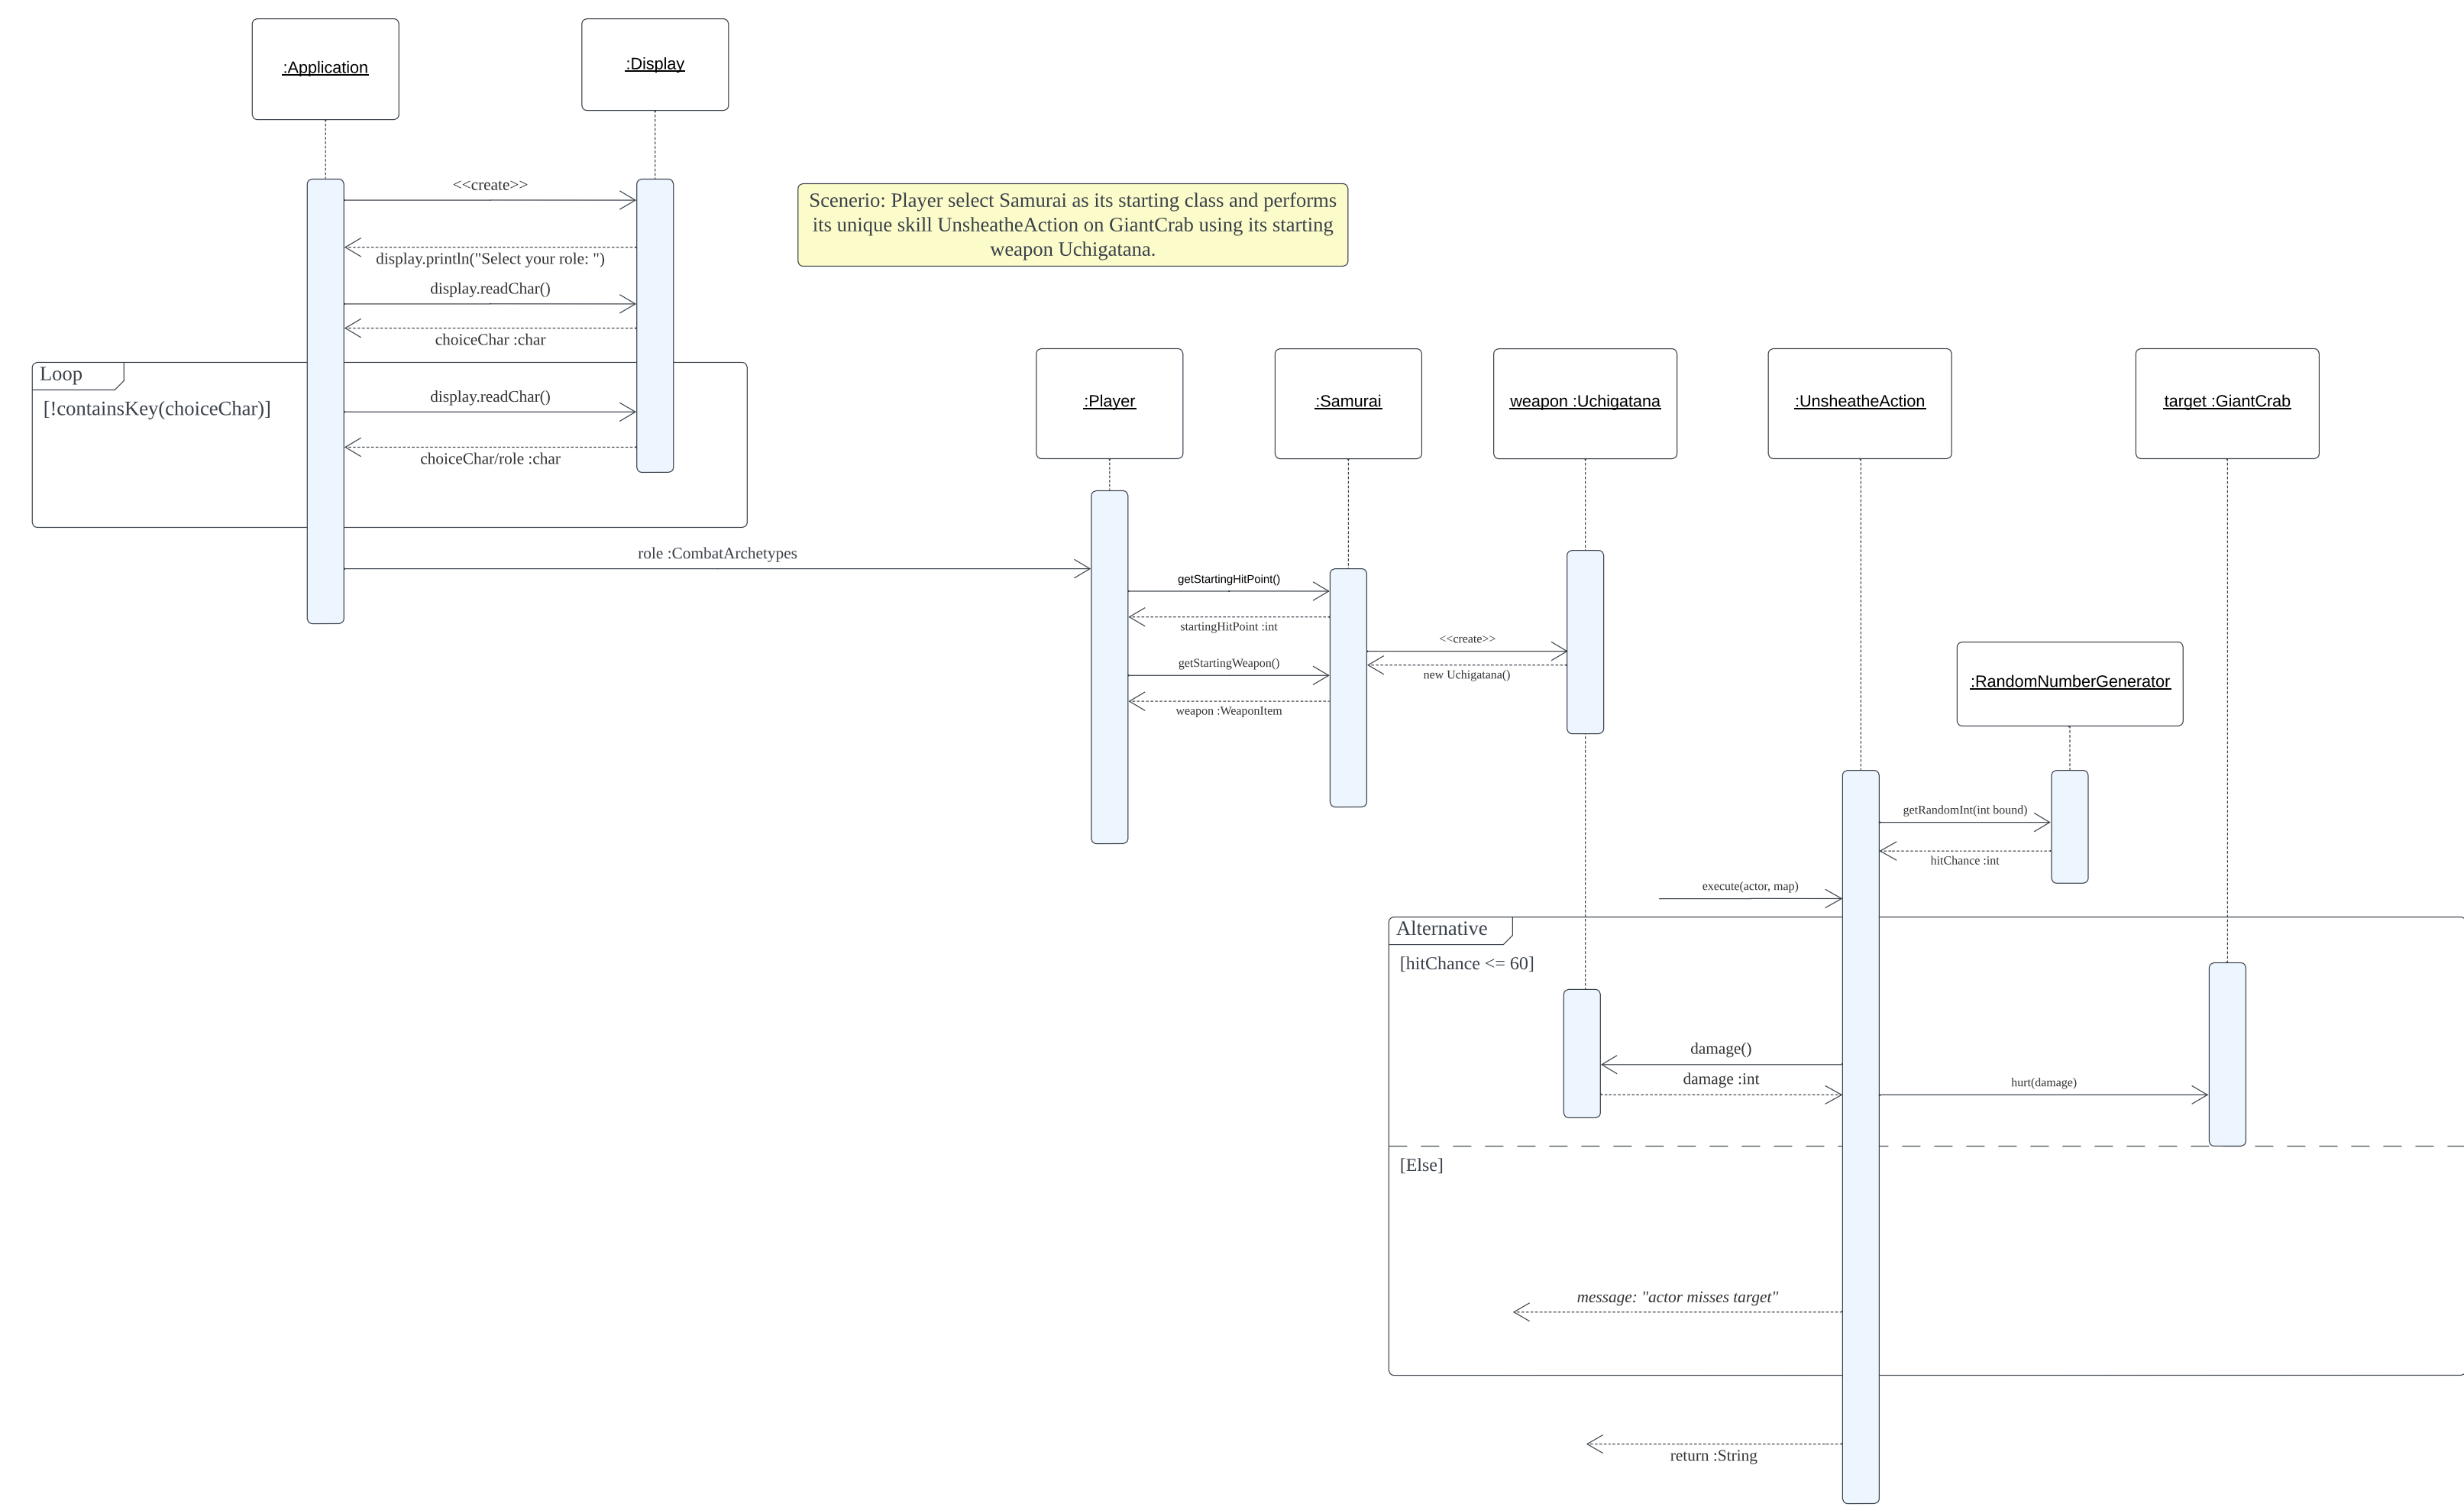 :Application
:Display
<<create>>
Scenerio: Player select Samurai as its starting class and performs
its unique skill UnsheatheAction on GiantCrab using its starting
weapon Uchigatana.
display.println("Select your role: ")
display.readChar()
choiceChar :char
Loop
[!containsKey(choiceChar)]
display.readChar()
choiceChar/role :char
:Player
:Samurai
weapon :Uchigatana
:UnsheatheAction
target :GiantCrab
role :CombatArchetypes
getStartingHitPoint()
startingHitPoint :int
<<create>>
getStartingWeapon()
new Uchigatana()
weapon :WeaponItem
:RandomNumberGenerator
getRandomInt(int bound)
hitChance :int
execute(actor, map)
Alternative
[hitChance <= 60]
damage()
damage :int
hurt(damage)
[Else]
message: "actor misses target"
return :String